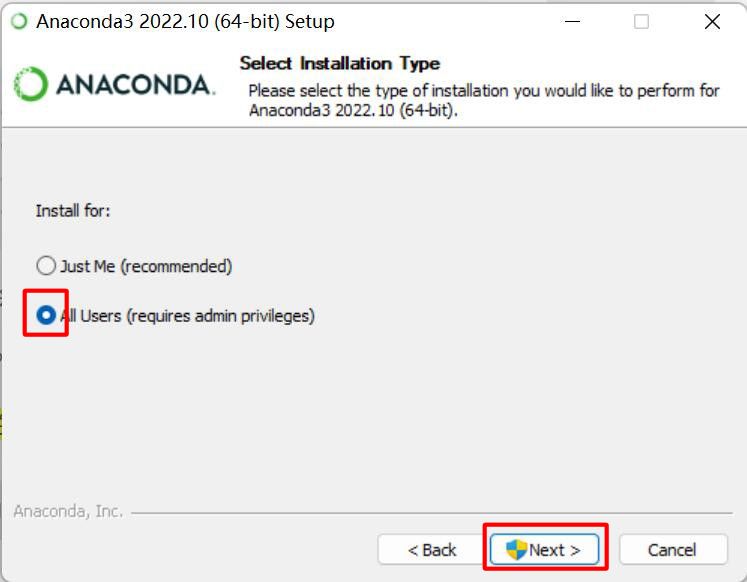 Anaconda3 2022.10 (64-bit) Setup
Select Installation Type
ANACONDA.
Please select the type of installation you would like to perform for
Anaconda3 2022.10 (64-bit).
Install for:
Just Me (recommended)
All Users (requires admin privileges)
Anaconda, Inc.
< Back
Next >
Cancel